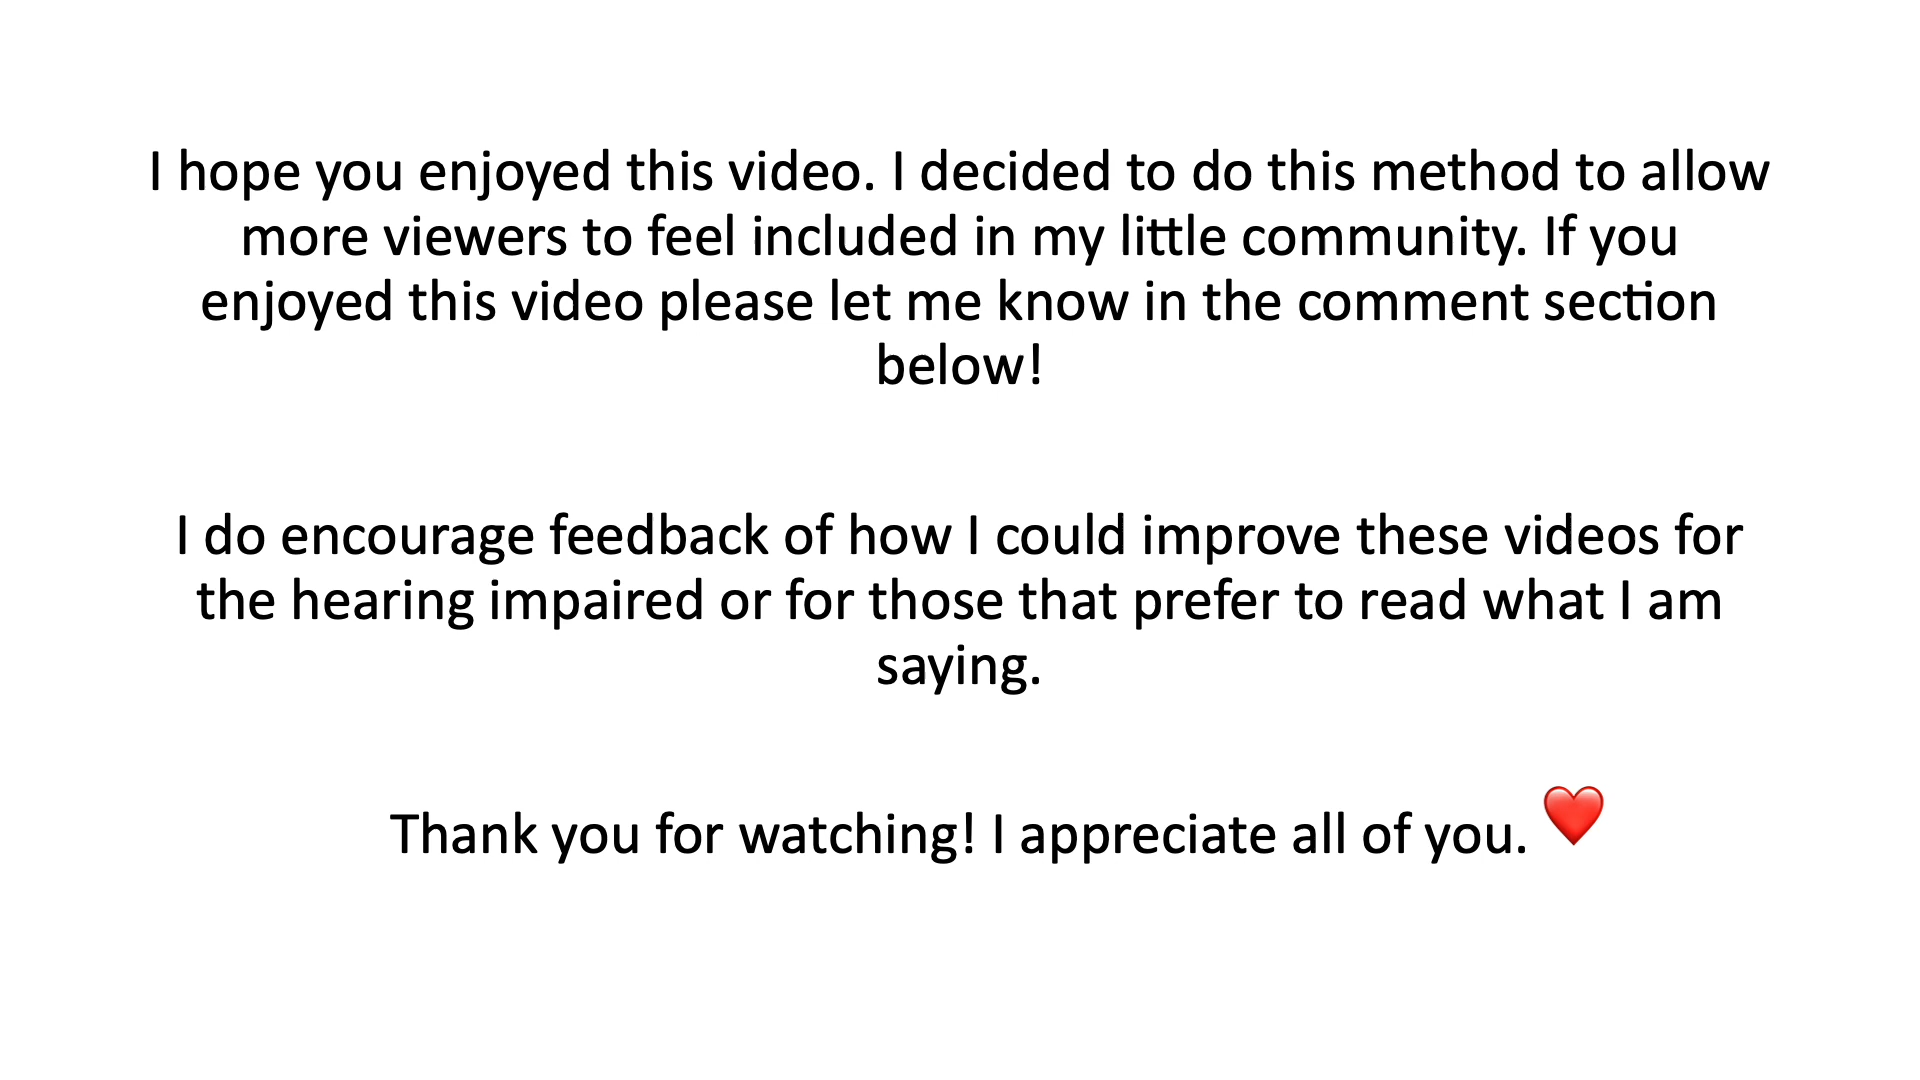 I hope you enjoyed this video. I decided to do this method to allow
more viewers to feel included in my little community. If you
enjoyed this video please let me know in the comment section
below!
I do encourage feedback of how I could improve these videos for
the hearing impaired or for those that prefer to read what I am
saying.
Thank you for watching! I appreciate all of you. ❤️